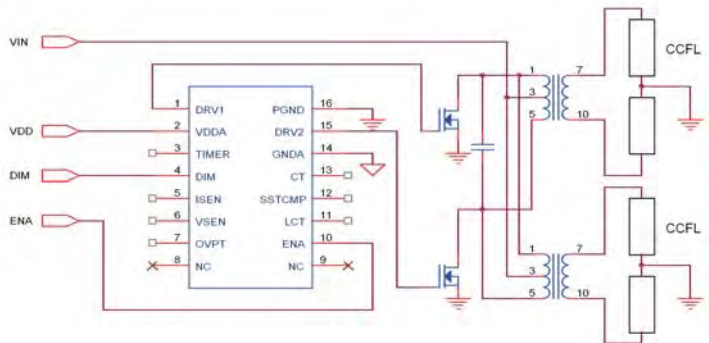 VIN
VDD
DIM
ENA
1 DRV1 PGND 16
2 VDDA DRV2 15
3 TIMER GNDA 14
4 DIM CT 13
5 ISEN SSTCMP 12
6 VSEN LCT 11
7 OVPT ENA 10
8 NC NC 9
1 7
3
5 10
CCFL
1 7
3
5 10
CCFL